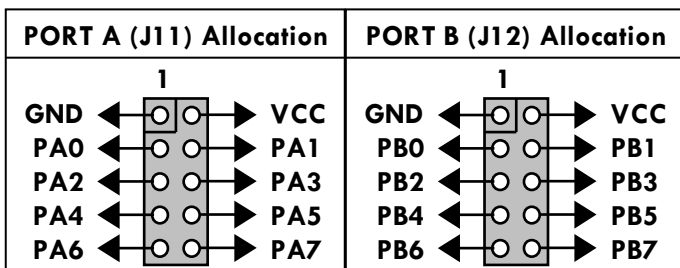 PORT A (J11) Allocation PORT B (J12) Allocation
1 1
GND VCC GND VCC
PA0 PA1 PB0 PB1
PA2 PA3 PB2 PB3
PA4 PA5 PB4 PB5
PA6 PA7 PB6 PB7